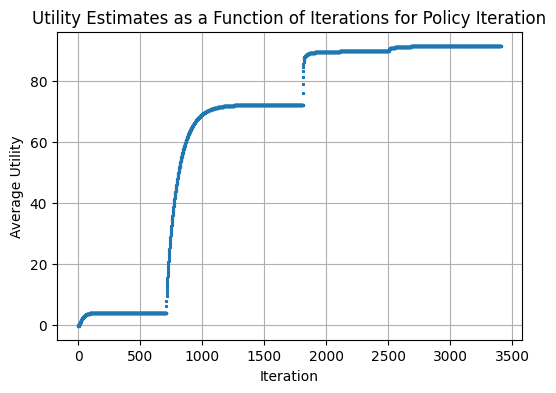 Utility Estimates as a Function of Iterations for Policy Iteration
Average Utility
80
60
40
20
0
0 500 1000 1500 2000 2500 3000 3500
Iteration